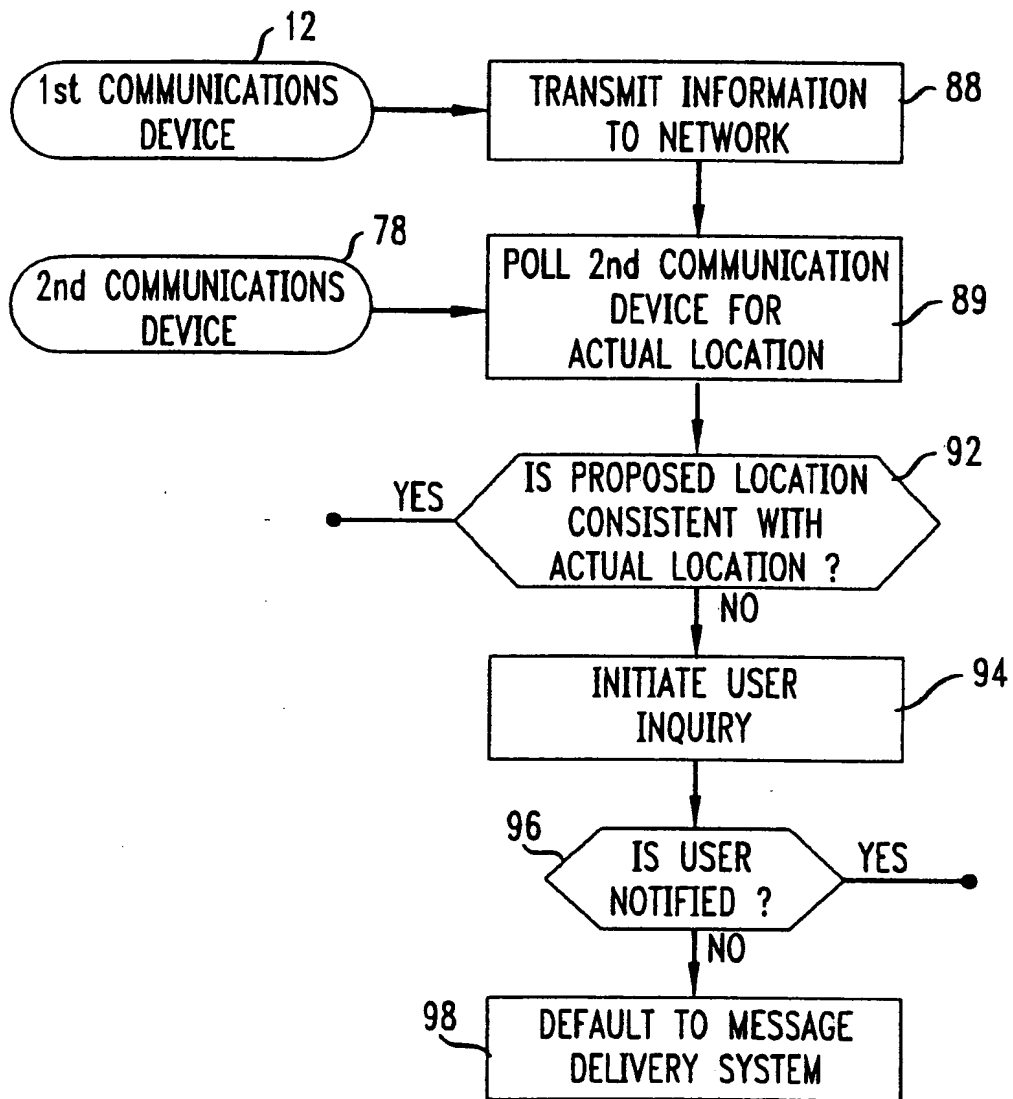 12
1st COMMUNICATIONS
DEVICE
TRANSMIT INFORMATION
TO NETWORK
88
78
2nd COMMUNICATIONS
DEVICE
POLL 2nd COMMUNICATION
DEVICE FOR
ACTUAL LOCATION
89
92
YES
IS PROPOSED LOCATION
CONSISTENT WITH
ACTUAL LOCATION ?
NO
INITIATE USER
INQUIRY
94
96
IS USER
NOTIFIED ?
YES
NO
98
DEFAULT TO MESSAGE
DELIVERY SYSTEM